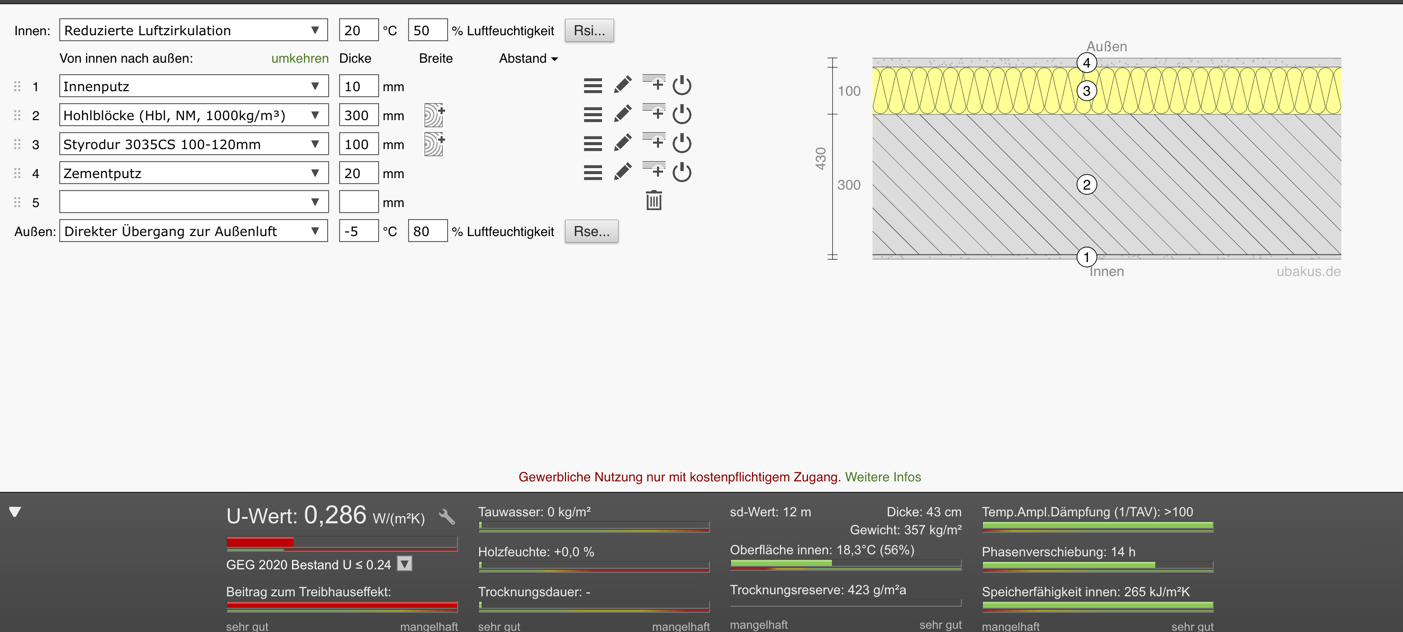 Innen: Reduzierte Luftzirkulation 20 °C 50 % Luftfeuchtigkeit Rsi...
Von innen nach außen: umkehren Dicke Breite Abstand
1 Innenputz 10 mm
2 Hohlblöcke (Hbl, NM, 1000kg/m³) 300 mm
3 Styrodur 3035CS 100-120mm 100 mm
4 Zementputz 20 mm
5 mm
Außen: Direkter Übergang zur Außenluft -5 °C 80 % Luftfeuchtigkeit Rse...
Außen
4
100 3
430
300 2
1
Innen ubakus.de
Gewerbliche Nutzung nur mit kostenpflichtigem Zugang. Weitere Infos
U-Wert: 0,286 W/(m²K)
GEG 2020 Bestand U ≤ 0.24
Beitrag zum Treibhauseffekt:
sehr gut mangelhaft
Tauwasser: 0 kg/m²
Holzfeuchte: +0,0 %
Trocknungsdauer: -
sehr gut mangelhaft
sd-Wert: 12 m Dicke: 43 cm
Gewicht: 357 kg/m²
Oberfläche innen: 18,3°C (56%)
Trocknungsreserve: 423 g/m²a
mangelhaft sehr gut
Temp.Ampl.Dämpfung (1/TAV): >100
Phasenverschiebung: 14 h
Speicherfähigkeit innen: 265 kJ/m²K
mangelhaft sehr gut